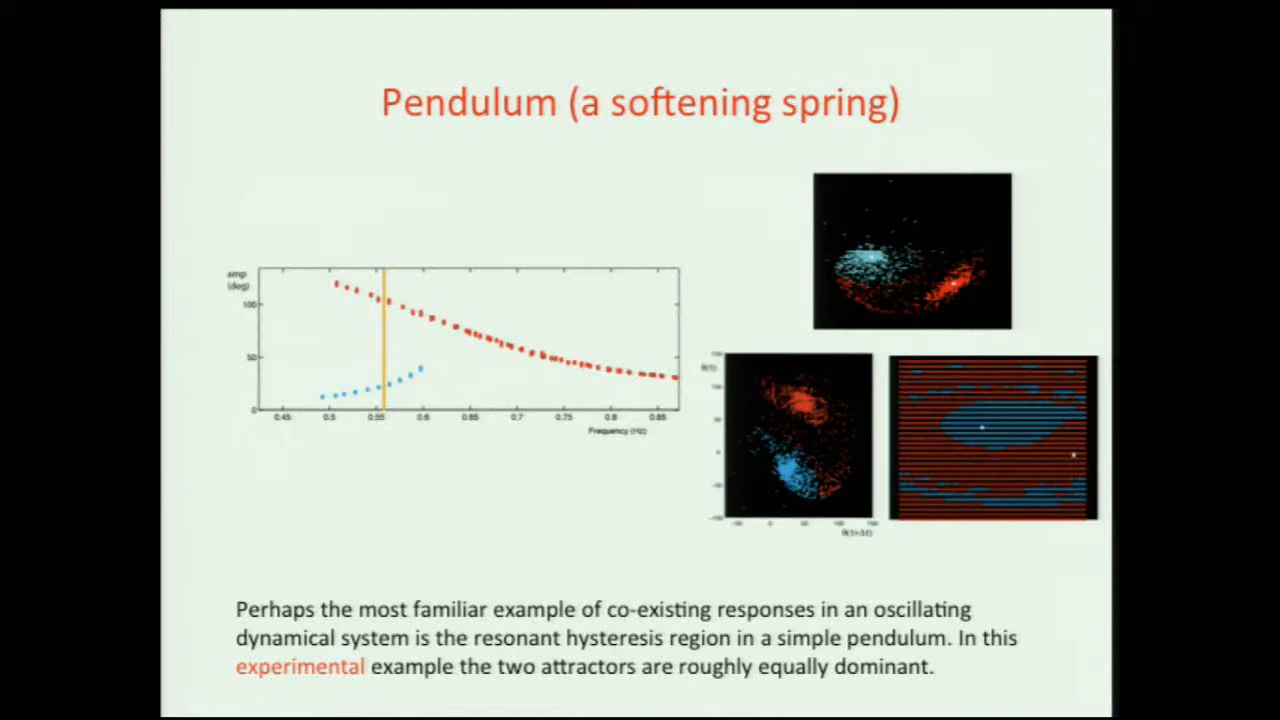 Pendulum (a softening spring)
amp
(deg)
100
50
0
0.45
0.5
0.55
0.6
0.65
0.7
0.75
0.8
0.85
Frequency (Hz)
Perhaps the most familiar example of co-existing responses in an oscillating
dynamical system is the resonant hysteresis region in a simple pendulum. In this
experimental example the two attractors are roughly equally dominant.